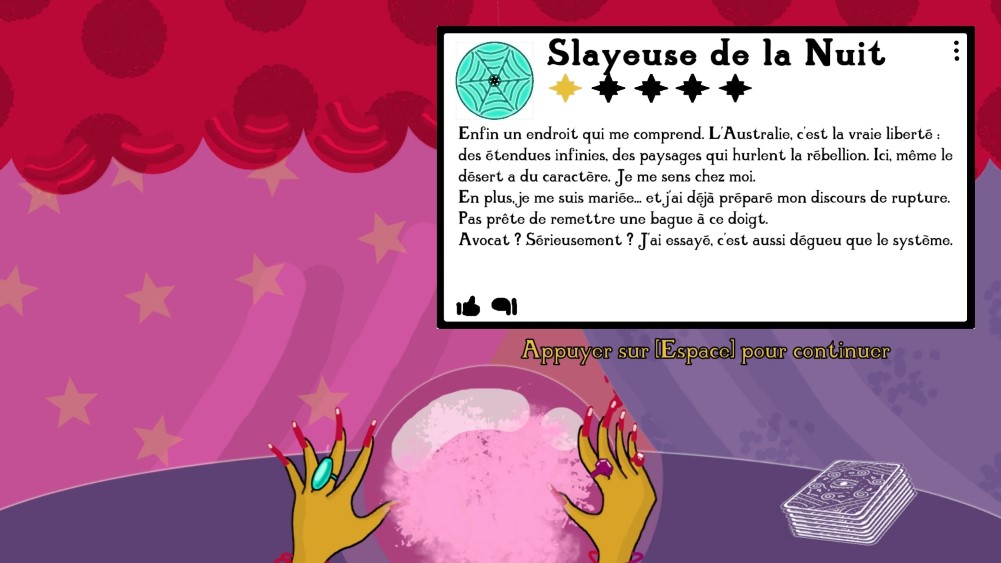 Slayeuse de la Nuit
Enfin un endroit qui me comprend. L'Australie, c'est la vraie liberté :
des étendues infinies, des paysages qui hurlent la rébellion. Ici, même le
désert a du caractère. Je me sens chez moi.
En plus,je me suis mariée... et j'ai déjà préparé mon discours de rupture.
Pas prête de remettre une bague à ce doigt.
Avocat ? Sérieusement ? J'ai essayé, c'est aussi dégueu que le système.
Appuyer sur [Espace] pour continuer